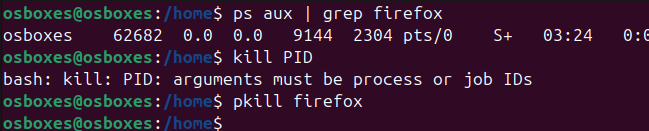 osboxes@osboxes:/home$ ps aux | grep firefox
osboxes    62682  0.0  0.0   9144  2304 pts/0    S+   03:24   0:0
osboxes@osboxes:/home$ kill PID
bash: kill: PID: arguments must be process or job IDs
osboxes@osboxes:/home$ pkill firefox
osboxes@osboxes:/home$